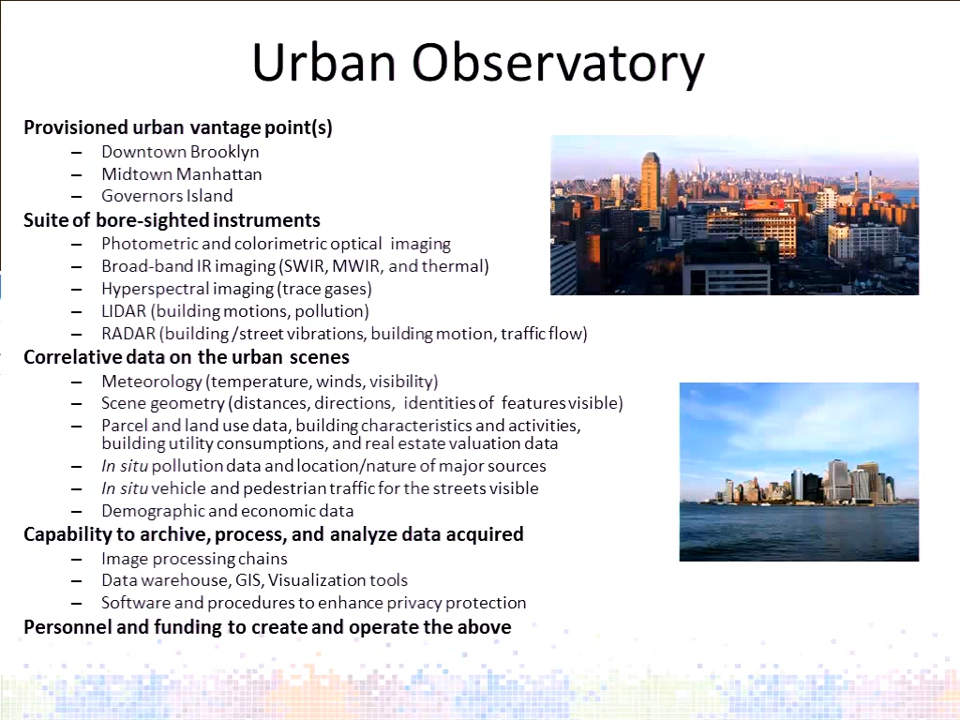 Urban Observatory
Provisioned urban vantage point(s)
– Downtown Brooklyn
– Midtown Manhattan
– Governors Island
Suite of bore-sighted instruments
– Photometric and colorimetric optical imaging
– Broad-band IR imaging (SWIR, MWIR, and thermal)
– Hyperspectral imaging (trace gases)
– LIDAR (building motions, pollution)
– RADAR (building /street vibrations, building motion, traffic flow)
Correlative data on the urban scenes
– Meteorology (temperature, winds, visibility)
– Scene geometry (distances, directions, identities of features visible)
– Parcel and land use data, building characteristics and activities,
building utility consumptions, and real estate valuation data
– In situ pollution data and location/nature of major sources
– In situ vehicle and pedestrian traffic for the streets visible
– Demographic and economic data
Capability to archive, process, and analyze data acquired
– Image processing chains
– Data warehouse, GIS, Visualization tools
– Software and procedures to enhance privacy protection
Personnel and funding to create and operate the above